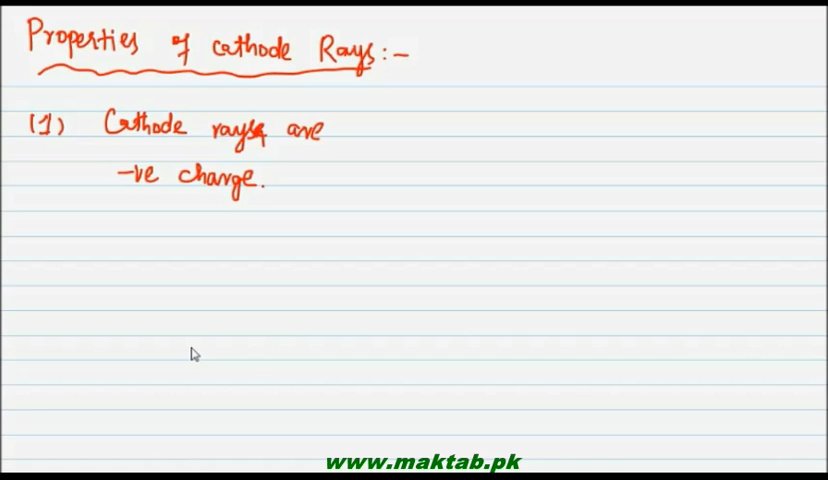 Properties of cathode Rays:-
(1) Cathode rays are
-ve charge.
www.maktab.pk